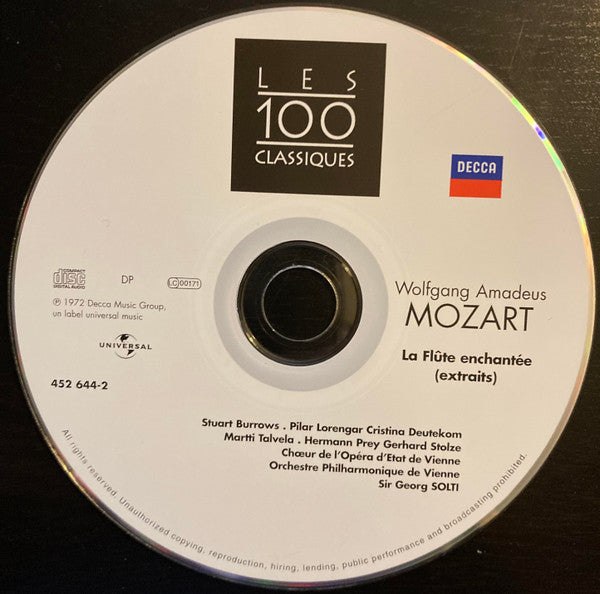 LES
100
CLASSIQUES
DECCA
COMPACT
disc
DIGITAL AUDIO
DP
LC 00171
℗ 1972 Decca Music Group,
un label universal music
UNIVERSAL
452 644-2
Wolfgang Amadeus
MOZART
La Flûte enchantée
(extraits)
Stuart Burrows . Pilar Lorengar Cristina Deutekom
Martti Talvela . Hermann Prey Gerhard Stolze
Chœur de l'Opéra d'Etat de Vienne
Orchestre Philharmonique de Vienne
Sir Georg SOLTI
All rights reserved. Unauthorized copying, reproduction, hiring, lending, public performance and broadcasting prohibited.